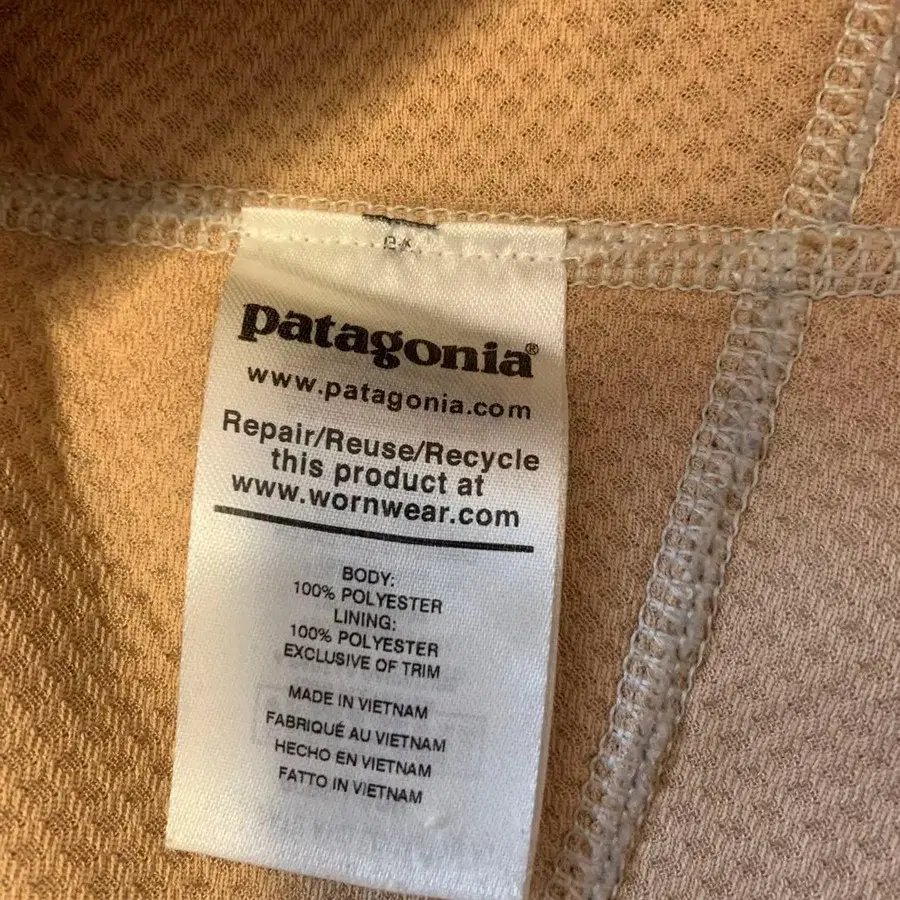 patagonia®
www.patagonia.com
Repair/Reuse/Recycle
this product at
www.wornwear.com
BODY:
100% POLYESTER
LINING:
100% POLYESTER
EXCLUSIVE OF TRIM
MADE IN VIETNAM
FABRIQUÉ AU VIETNAM
HECHO EN VIETNAM
FATTO IN VIETNAM